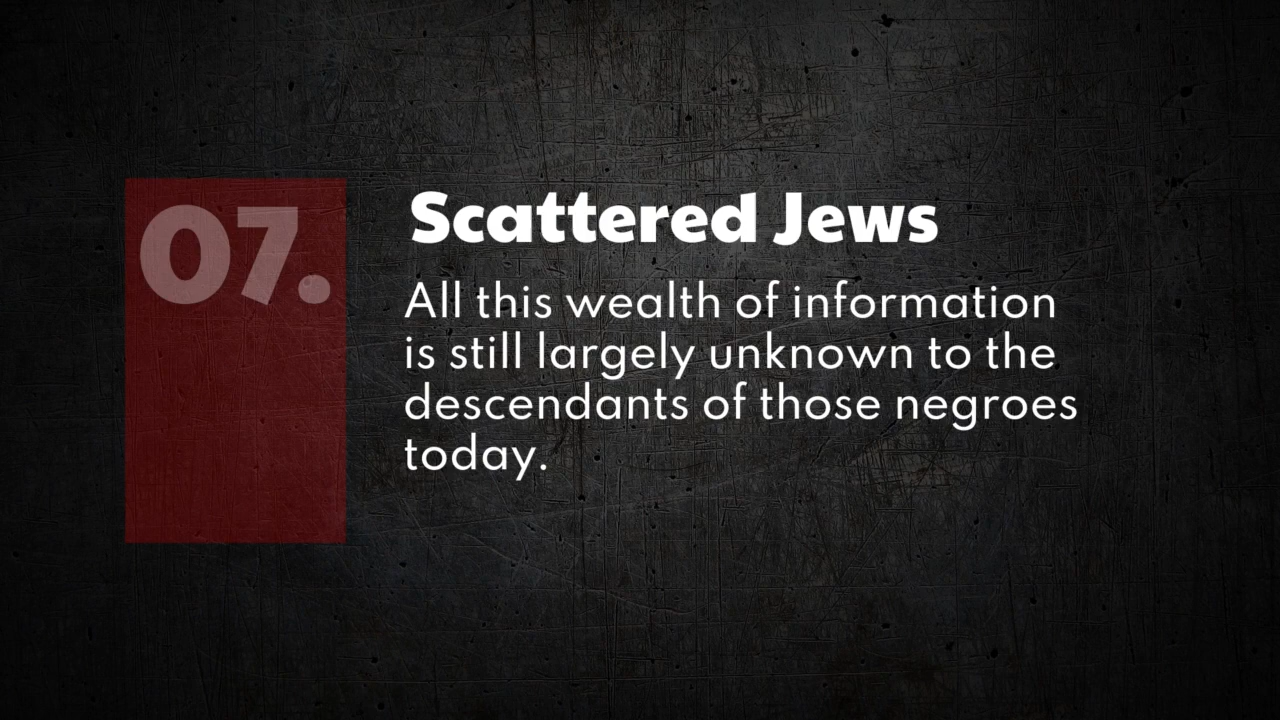 07.
Scattered Jews
All this wealth of information
is still largely unknown to the
descendants of those negroes
today.